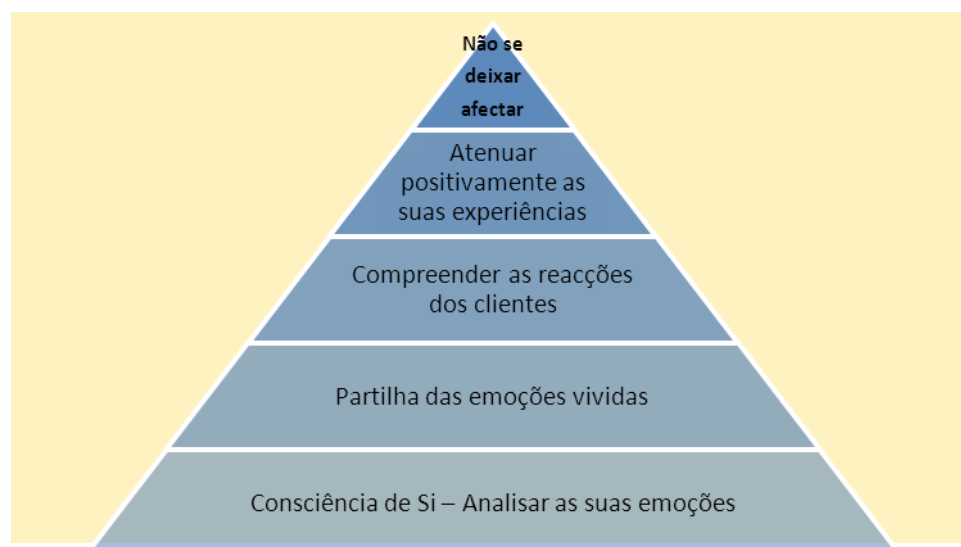 Não se
deixar
afectar
Atenuar
positivamente as
suas experiências
Compreender as reacções
dos clientes
Partilha das emoções vividas
Consciência de Si – Analisar as suas emoções